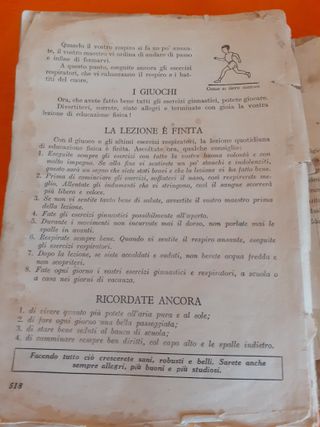 Quando il vostro respiro si fa un po' ansante,
il vostro maestro vi ordina di andare di passo
e infine di fermarvi.
A questo punto, eseguite ancora gli esercizi
respiratori, che vi calmeranno il respiro e i battiti
del cuore.
Come si deve correre
I GIUOCHI
Ora, che avete fatto bene tutti gli esercizi ginnastici, potete giocare.
Divertitevi, correte, siate allegri e terminate con gioia la vostra
lezione di educazione fisica!
LA LEZIONE È FINITA
Con il giuoco e gli ultimi esercizi respiratori, la lezione quotidiana
di educazione fisica è finita. Ascoltate ora, qualche consiglio:
1. Eseguite sempre gli esercizi con tutta la vostra buona volontà e con
molto impegno. Se alla fine vi sentirete un po' stanchi e indolenziti,
questo sarà un segno che siete stati bravi e che la lezione vi ha fatto bene.
2. Prima di cominciare gli esercizi, soffiatevi il naso, così respirerete meglio.
Allentate gli indumenti che vi stringono, così il sangue scorrerà
più libero e veloce.
3. Se non vi sentite tanto bene di salute, avvertite il vostro maestro prima
della lezione.
4. Fate gli esercizi ginnastici possibilmente all'aperto.
5. Durante i movimenti non incurvate mai il dorso, non portate mai le
spalle in avanti.
6. Respirate sempre bene. Quando vi sentite il respiro ansante, eseguite
gli esercizi respiratori.
7. Dopo la lezione, se siete accaldati e sudati, non bevete acqua fredda e
non scopritevi.
8. Fate ogni giorno i vostri esercizi ginnastici e respiratori, a scuola o
a casa nei giorni di vacanza.
RICORDATE ANCORA
1. di vivere quanto più potete all'aria pura e al sole;
2. di fare ogni giorno una bella passeggiata;
3. di stare bene seduti al banco di scuola;
4. di camminare sempre ben diritti, col capo alto e le spalle indietro.
Facendo tutto ciò crescerete sani, robusti e belli. Sarete anche
sempre allegri, più buoni e più studiosi.
518